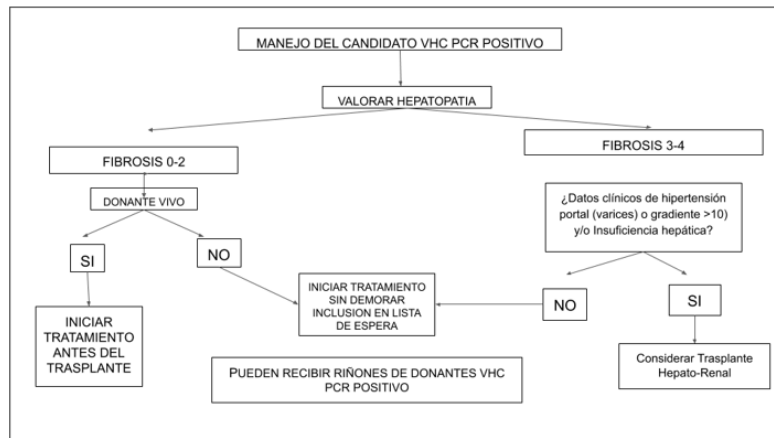 MANEJO DEL CANDIDATO VHC PCR POSITIVO
VALORAR HEPATOPATIA
FIBROSIS 0-2
FIBROSIS 3-4
DONANTE VIVO
¿Datos clínicos de hipertensión
portal (varices) o gradiente >10)
y/o Insuficiencia hepática?
SI
NO
INICIAR TRATAMIENTO
SIN DEMORAR
INCLUSION EN LISTA
DE ESPERA
NO
SI
INICIAR
TRATAMIENTO
ANTES DEL
TRASPLANTE
PUEDEN RECIBIR RIÑONES DE DONANTES VHC
PCR POSITIVO
Considerar Trasplante
Hepato-Renal